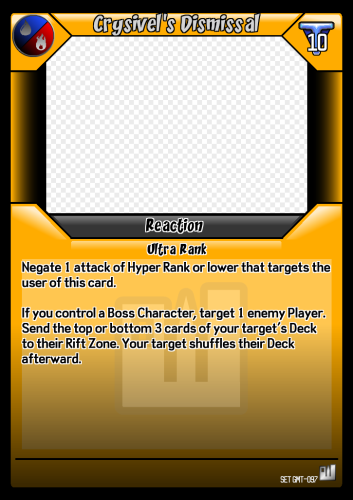 Crysivel's Dismissal
10
Reaction
Ultra Rank
Negate 1 attack of Hyper Rank or lower that targets the
user of this card.
If you control a Boss Character, target 1 enemy Player.
Send the top or bottom 3 cards of your target's Deck
to their Rift Zone. Your target shuffles their Deck
afterward.
SET GMT-097